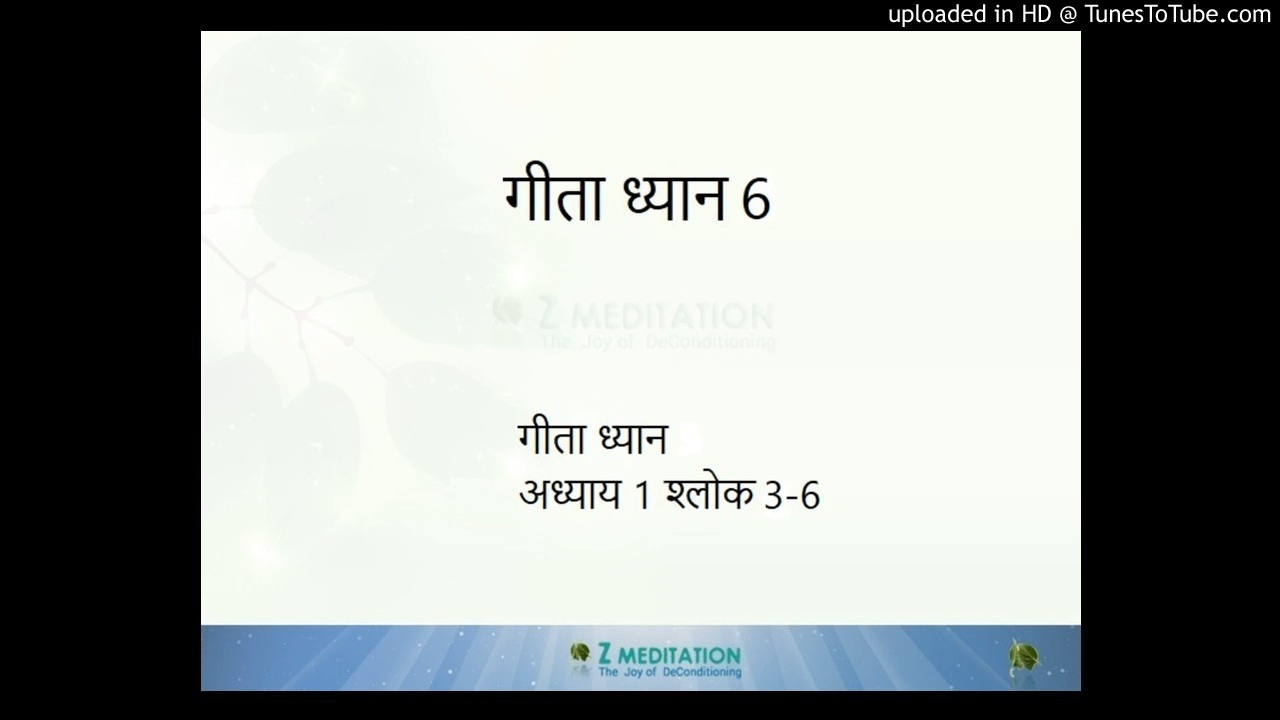 uploaded in HD @ TunesToTube.com
गीता ध्यान 6
Z MEDITATION
The Joy of DeConditioning
गीता ध्यान
अध्याय 1 श्लोक 3-6
Z MEDITATION
The Joy of DeConditioning